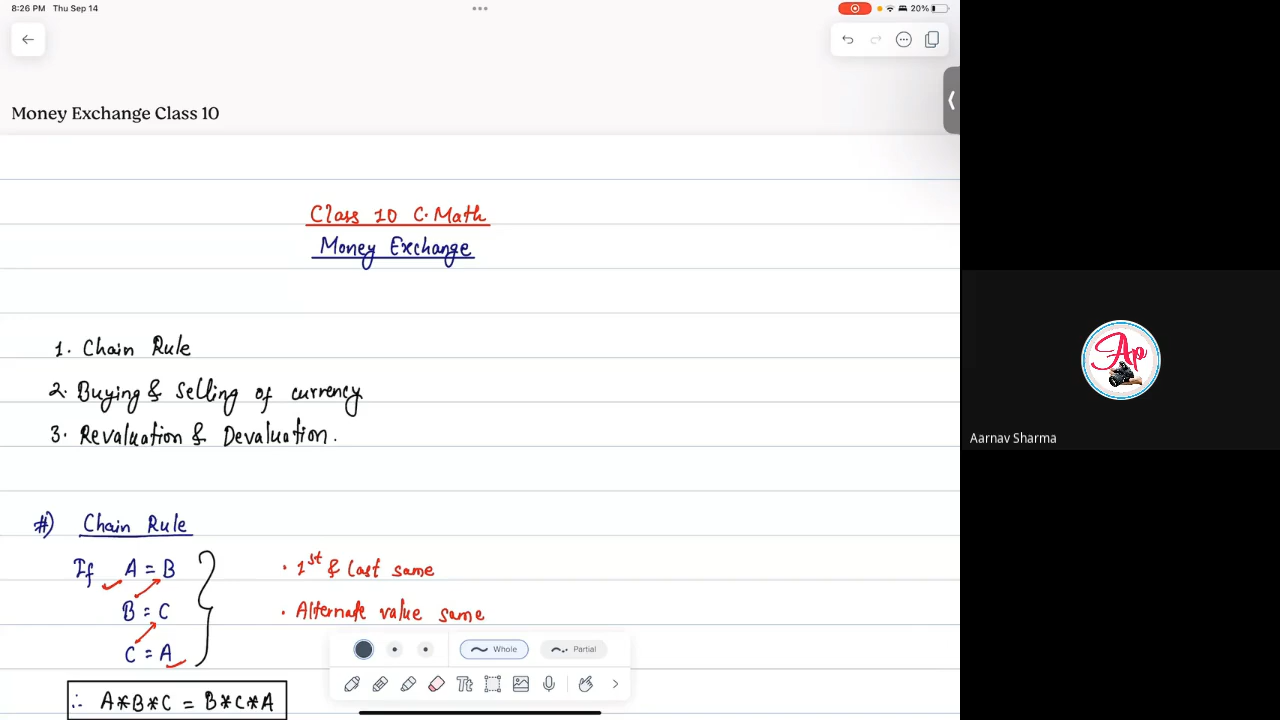 8:26 PM Thu Sep 14
20%
Money Exchange Class 10
Class 10 C.Math
Money Exchange
1. Chain Rule
2. Buying & Selling of currency
3. Revaluation & Devaluation.
#) Chain Rule
If A = B
B = C
C = A
• 1st & last same
• Alternate value same
Whole
Partial
Tt
∴ A*B*C = B*C*A
Ap
Aarnav Sharma